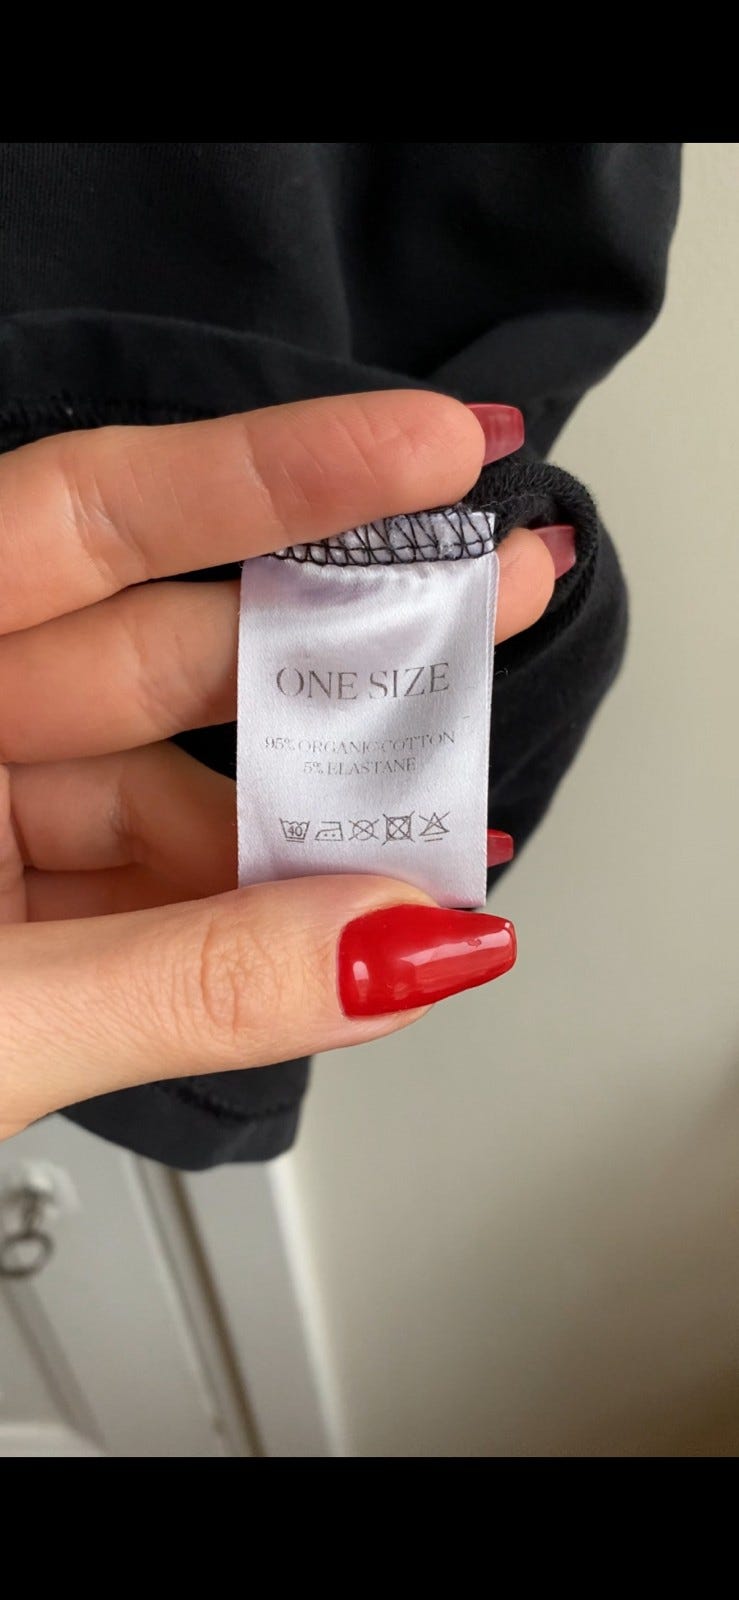 ONE SIZE
95% ORGANIC COTTON
5% ELASTANE
40